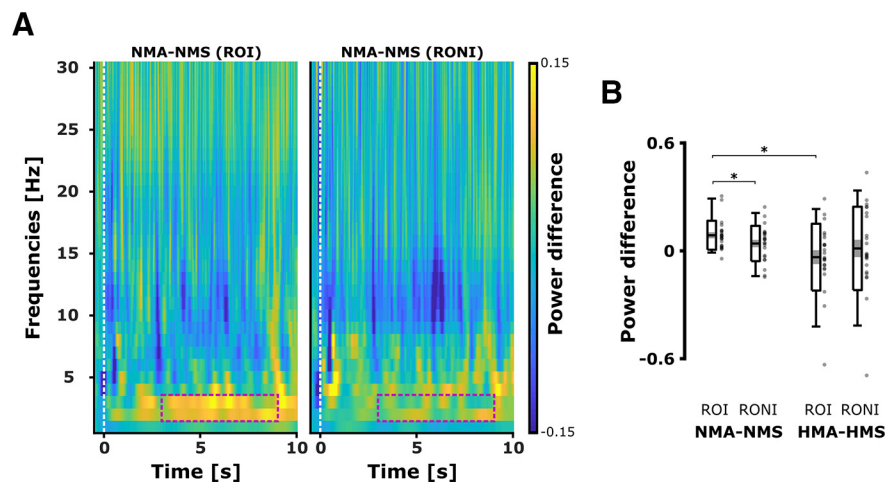 A
NMA-NMS (ROI)
NMA-NMS (RONI)
30
25
20
15
10
5
Frequencies [Hz]
0
5
10
0
5
10
Time [s]
Time [s]
0.15
-0.15
Power difference
B
0.6
0
-0.6
Power difference
*
*
ROI RONI ROI RONI
NMA-NMS HMA-HMS